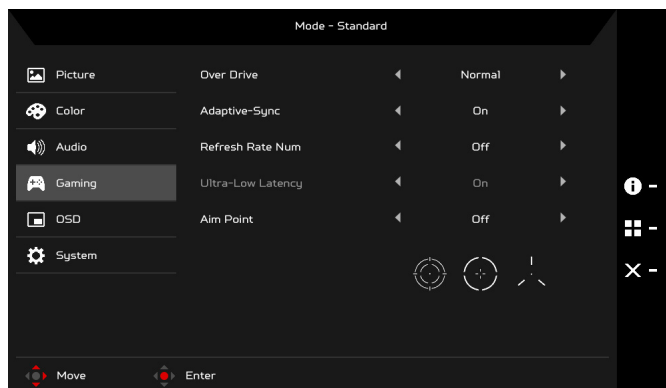 Mode - Standard
Picture
Over Drive Normal
Color
Adaptive-Sync On
Audio
Refresh Rate Num Off
Gaming
Ultra-Low Latency On
OSD
Aim Point Off
System
Move Enter